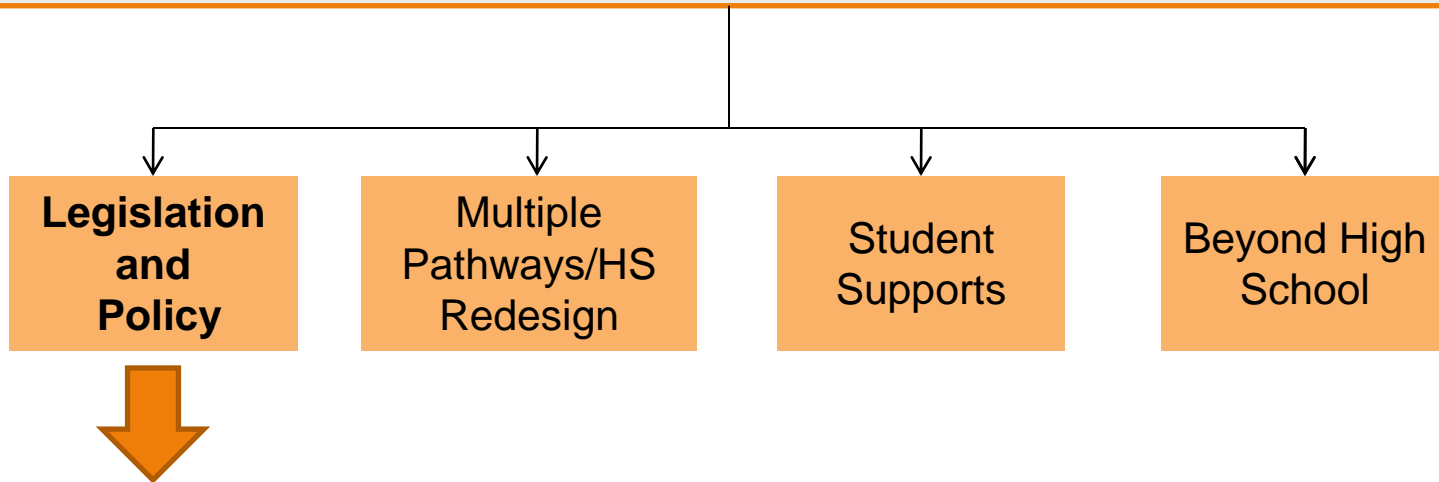 Legislation
and
Policy
Multiple
Pathways/HS
Redesign
Student
Supports
Beyond High
School